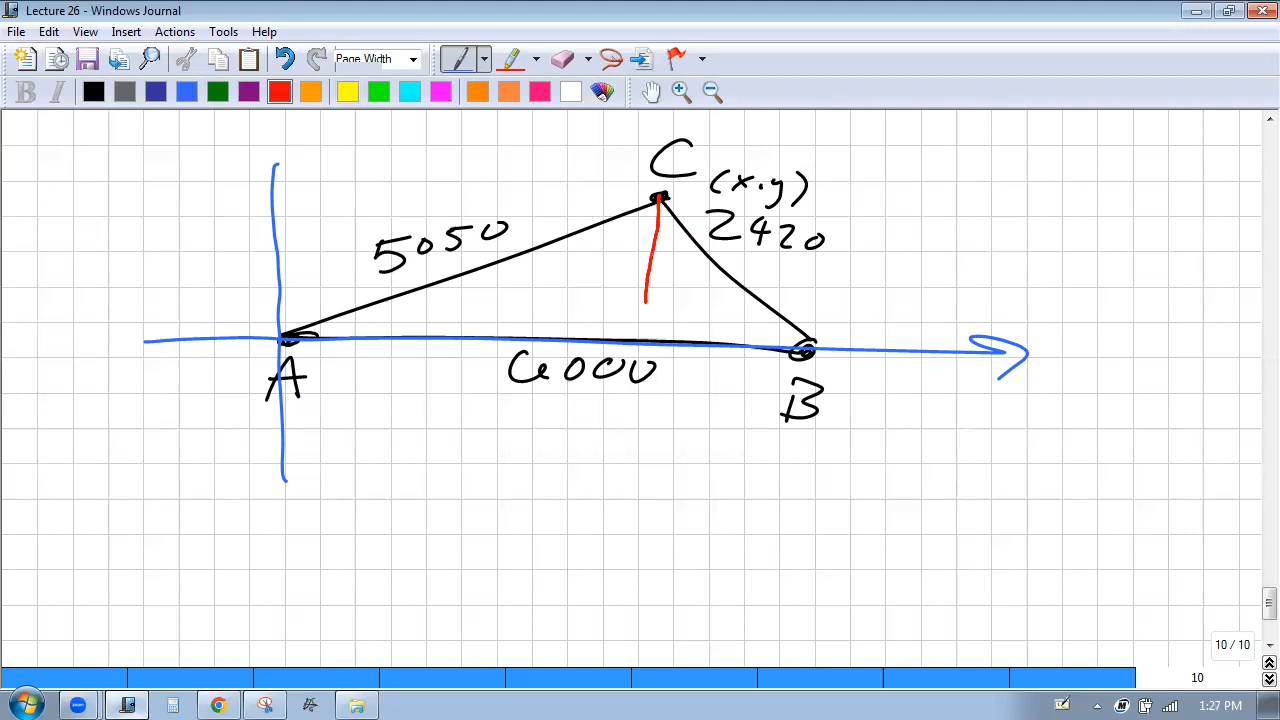 Lecture 26 - Windows Journal
File Edit View Insert Actions Tools Help
Page Width
B I
C
(x.y)
5050
2420
A
6000
B
10 / 10
10
1:27 PM